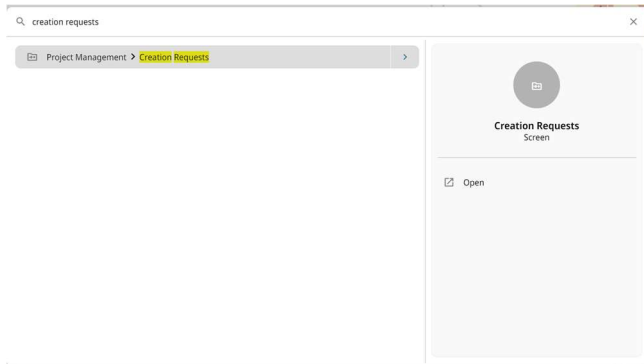 creation requests
Project Management > Creation Requests
Creation Requests
Screen
Open